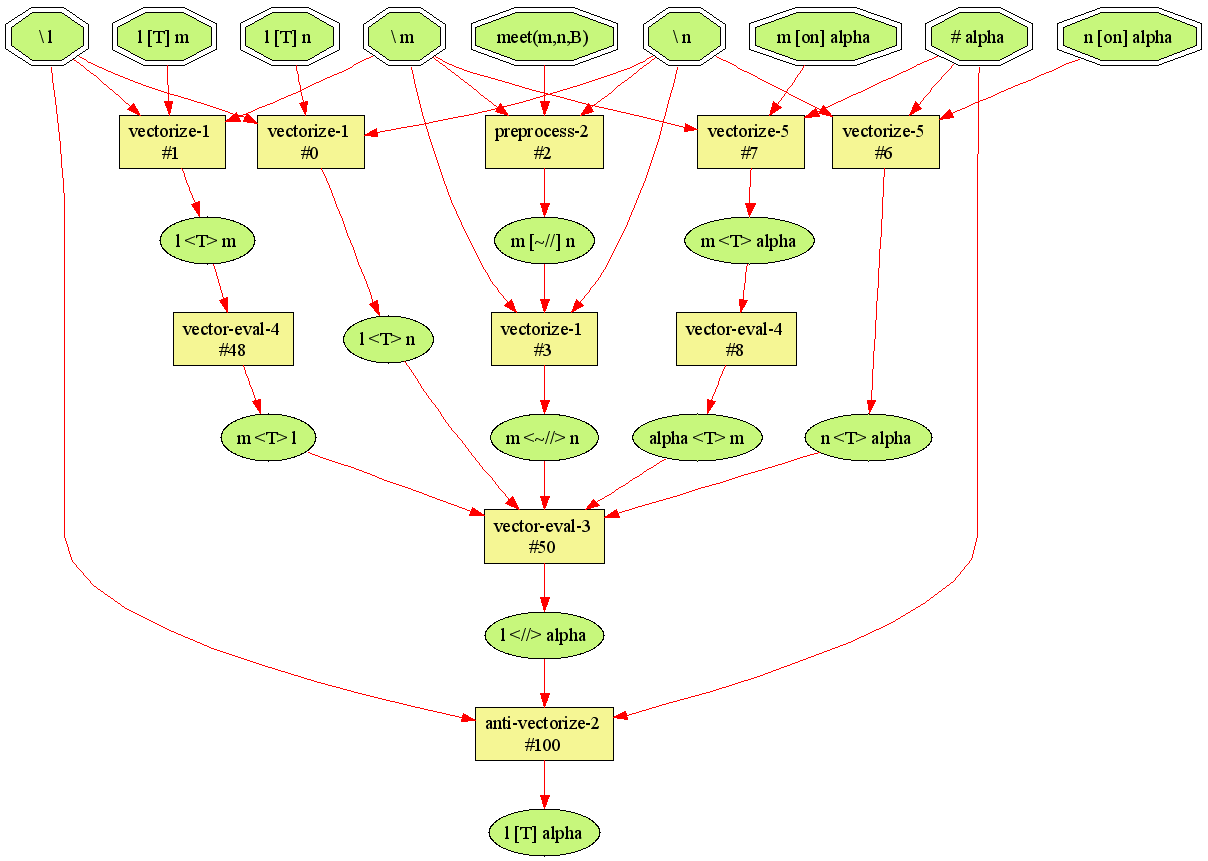 \ l
l [T] m
l [T] n
\ m
meet(m,n,B)
\ n
m [on] alpha
# alpha
n [on] alpha
vectorize-1
#1
vectorize-1
#0
preprocess-2
#2
vectorize-5
#7
vectorize-5
#6
l <T> m
m [~//] n
m <T> alpha
vector-eval-4
#48
l <T> n
vectorize-1
#3
vector-eval-4
#8
m <T> l
m <~//> n
alpha <T> m
n <T> alpha
vector-eval-3
#50
l <//> alpha
anti-vectorize-2
#100
l [T] alpha